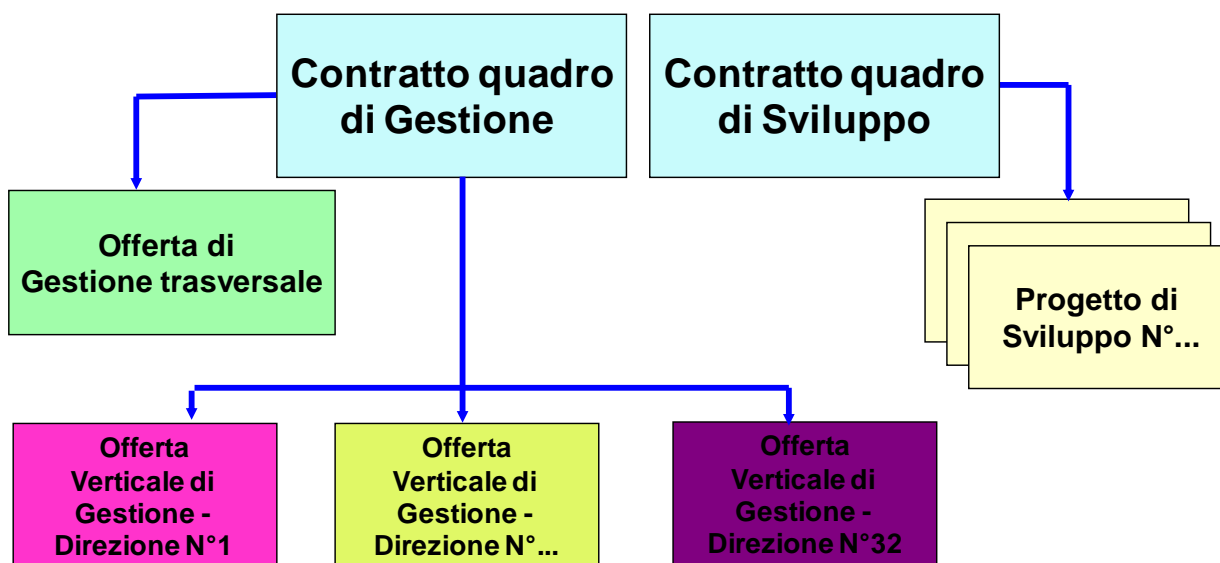 Contratto quadro
di Gestione
Contratto quadro
di Sviluppo
Offerta di
Gestione trasversale
Progetto di
Sviluppo N°...
Offerta
Verticale di
Gestione -
Direzione N°1
Offerta
Verticale di
Gestione -
Direzione N°...
Offerta
Verticale di
Gestione -
Direzione N°32